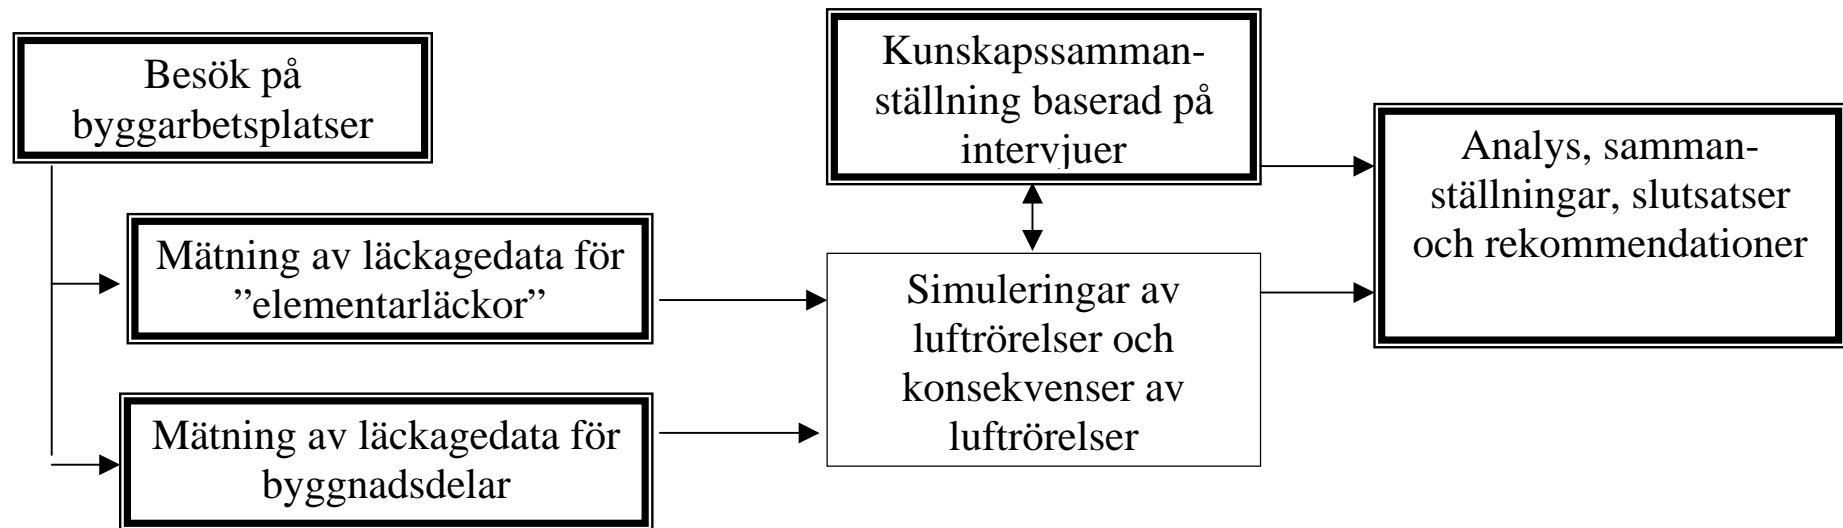 Besök på
byggarbetsplatser
Mätning av läckagedata för
”elementarläckor”
Mätning av läckagedata för
byggnadsdelar
Kunskapssamman-
ställning baserad på
intervjuer
Simuleringar av
luftrörelser och
konsekvenser av
luftrörelser
Analys, samman-
ställningar, slutsatser
och rekommendationer